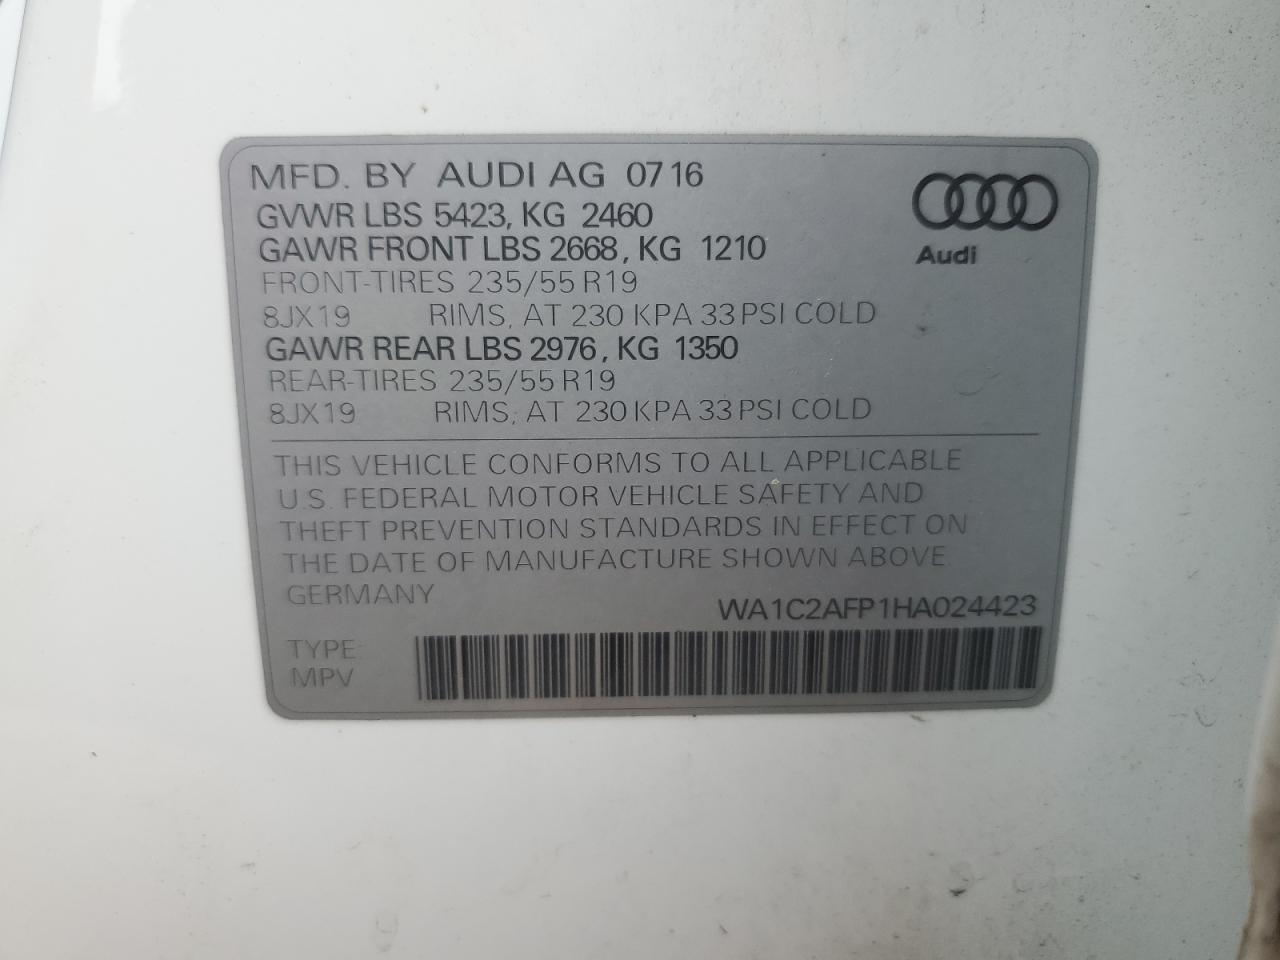 MFD. BY AUDI AG 07 16
GVWR LBS 5423, KG 2460
GAWR FRONT LBS 2668, KG 1210
FRONT-TIRES 235/55 R19
8JX19 RIMS, AT 230 KPA 33 PSI COLD
GAWR REAR LBS 2976, KG 1350
REAR-TIRES 235/55 R19
8JX19 RIMS, AT 230 KPA 33 PSI COLD
Audi
THIS VEHICLE CONFORMS TO ALL APPLICABLE
U.S. FEDERAL MOTOR VEHICLE SAFETY AND
THEFT PREVENTION STANDARDS IN EFFECT ON
THE DATE OF MANUFACTURE SHOWN ABOVE
GERMANY
WA1C2AFP1HA024423
TYPE:
MPV